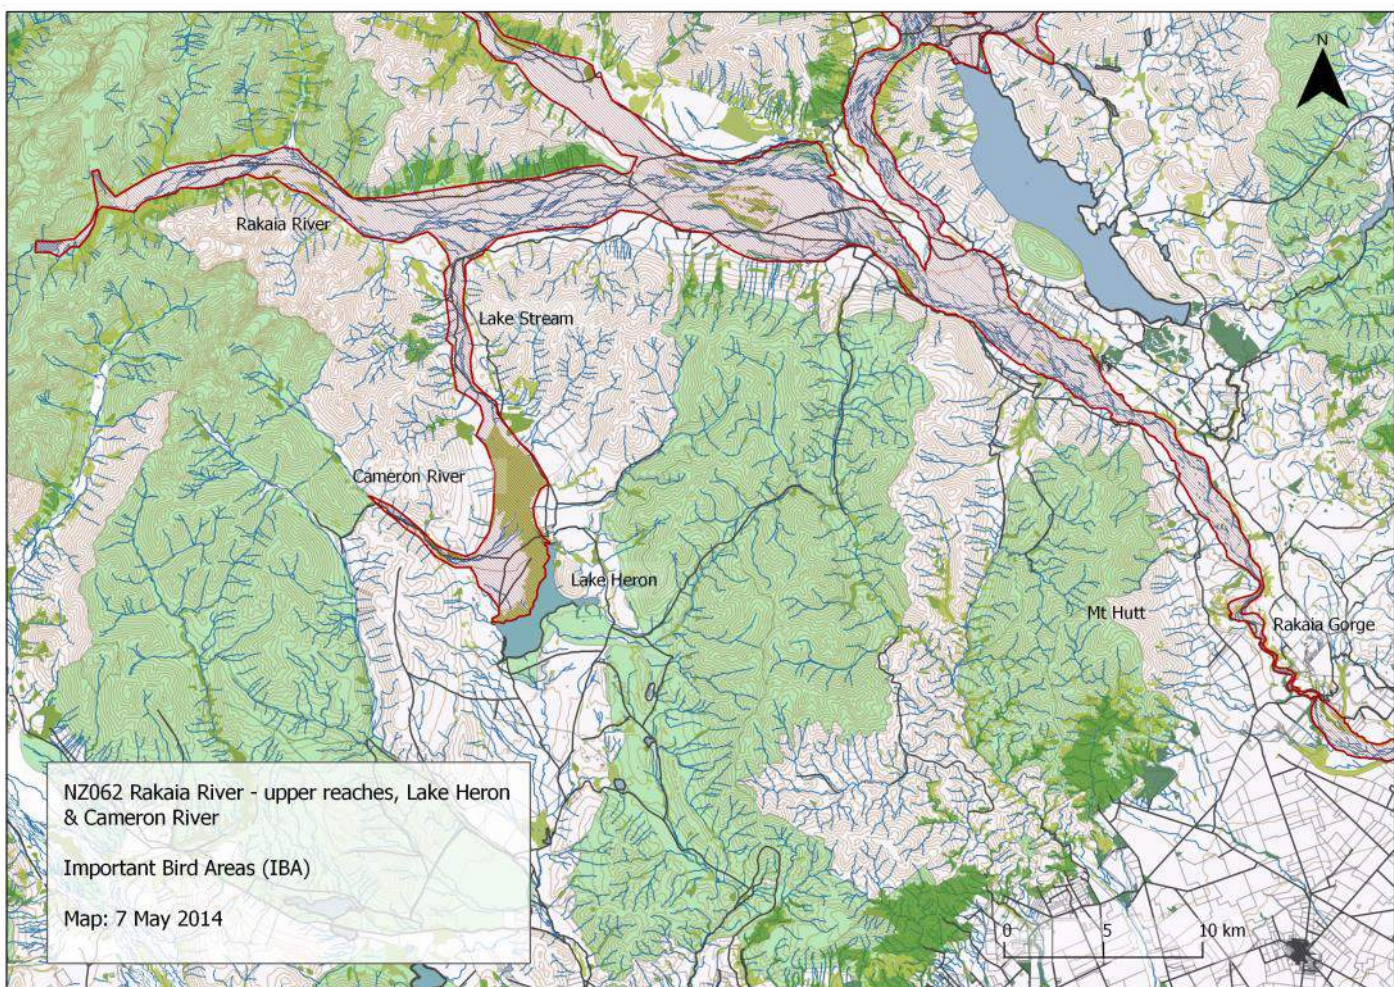 N
Rakaia River
Lake Stream
Cameron River
Lake Heron
Mt Hutt
Rakaia Gorge
NZ062 Rakaia River - upper reaches, Lake Heron
& Cameron River
Important Bird Areas (IBA)
Map: 7 May 2014
0 5 10 km